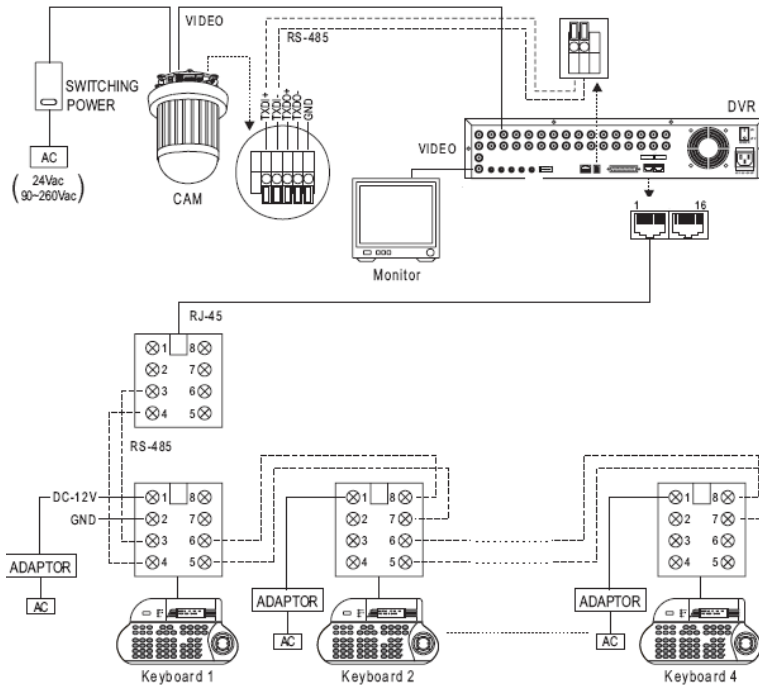 VIDEO
RS-485
SWITCHING
POWER
AC
(24Vac
90~260Vac)
CAM
TXD+
TXD-
GND
DVR
VIDEO
Monitor
1 16
RJ-45
1 8
2 7
3 6
4 5
RS-485
DC-12V
GND
1 8
2 7
3 6
4 5
1 8
2 7
3 6
4 5
1 8
2 7
3 6
4 5
ADAPTOR
AC
ADAPTOR
AC
ADAPTOR
AC
Keyboard 1
Keyboard 2
Keyboard 4